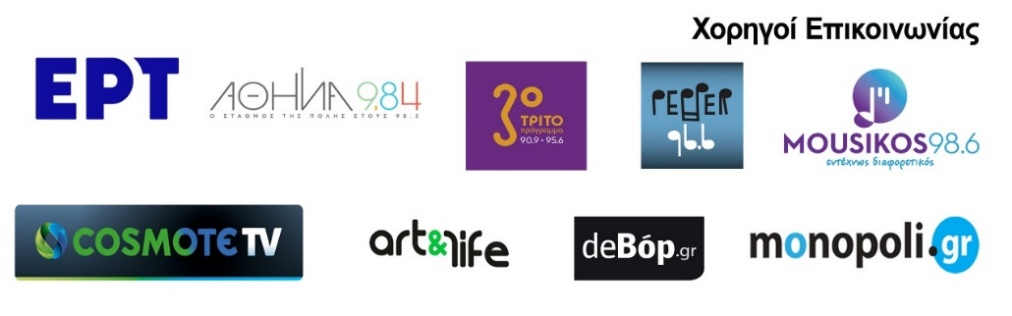 Χορηγοί Επικοινωνίας
ΕΡΤ
ΑΘΗΝΑ 9.84
Ο ΣΤΑΘΜΟΣ ΤΗΣ ΠΟΛΗΣ ΣΤΟΥΣ 98.3
3ο
ΤΡΙΤΟ
πρόγραμμα
90.9 • 95.6
PEPPER
96.6
MOUSIKOS98.6
εντέχνως διαφορετικός
COSMOTE TV
art&life
deBόp.gr
monopoli.gr